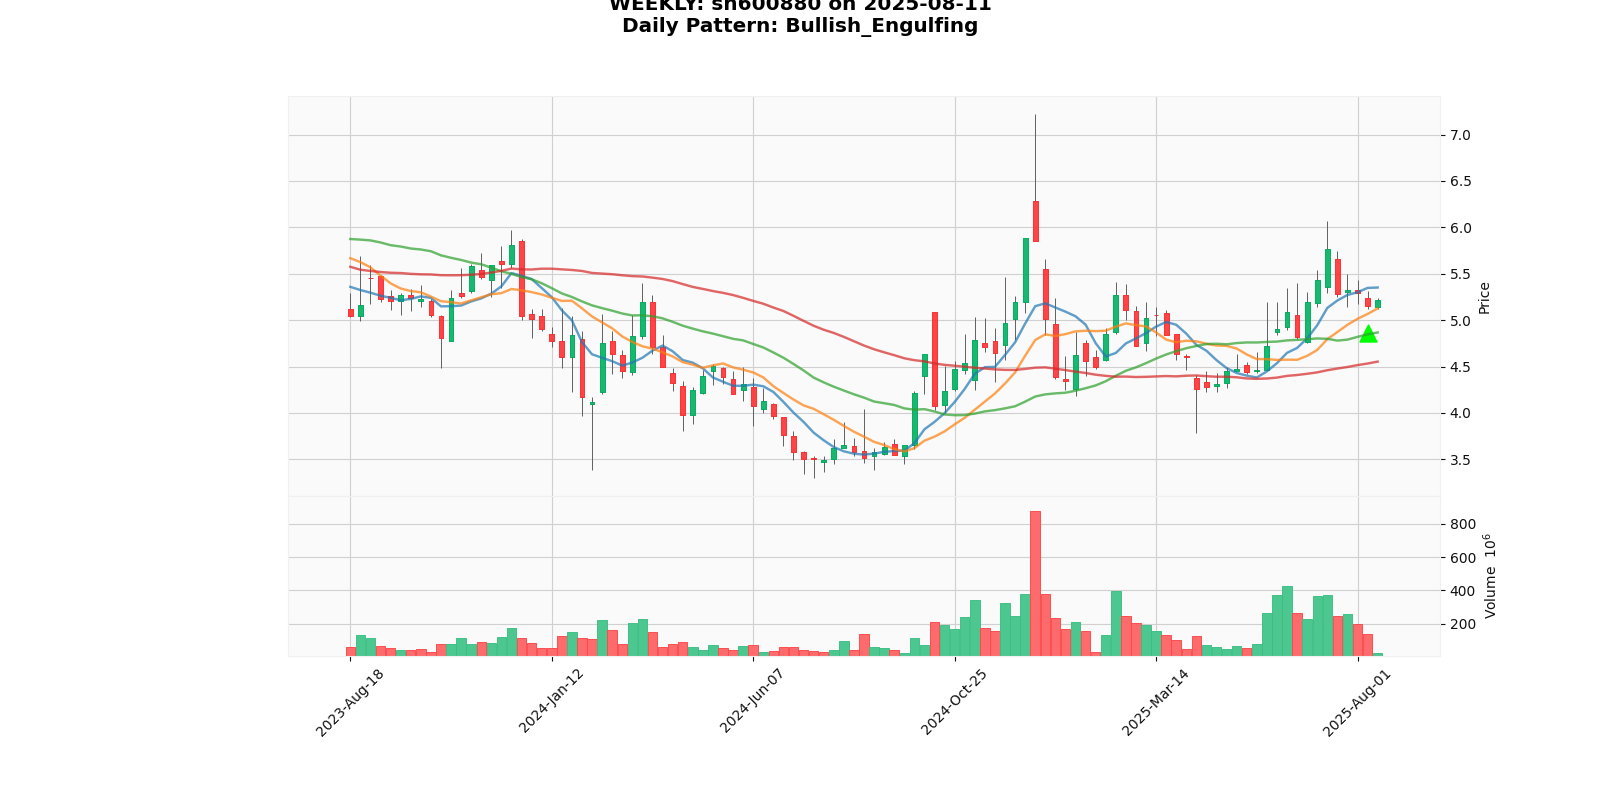 WEEKLY: sh600880 on 2025-08-11
Daily Pattern: Bullish_Engulfing
7.0
6.5
6.0
5.5
5.0
4.5
4.0
3.5
Price
800
600
400
200
Volume 10⁶
2023-Aug-18
2024-Jan-12
2024-Jun-07
2024-Oct-25
2025-Mar-14
2025-Aug-01